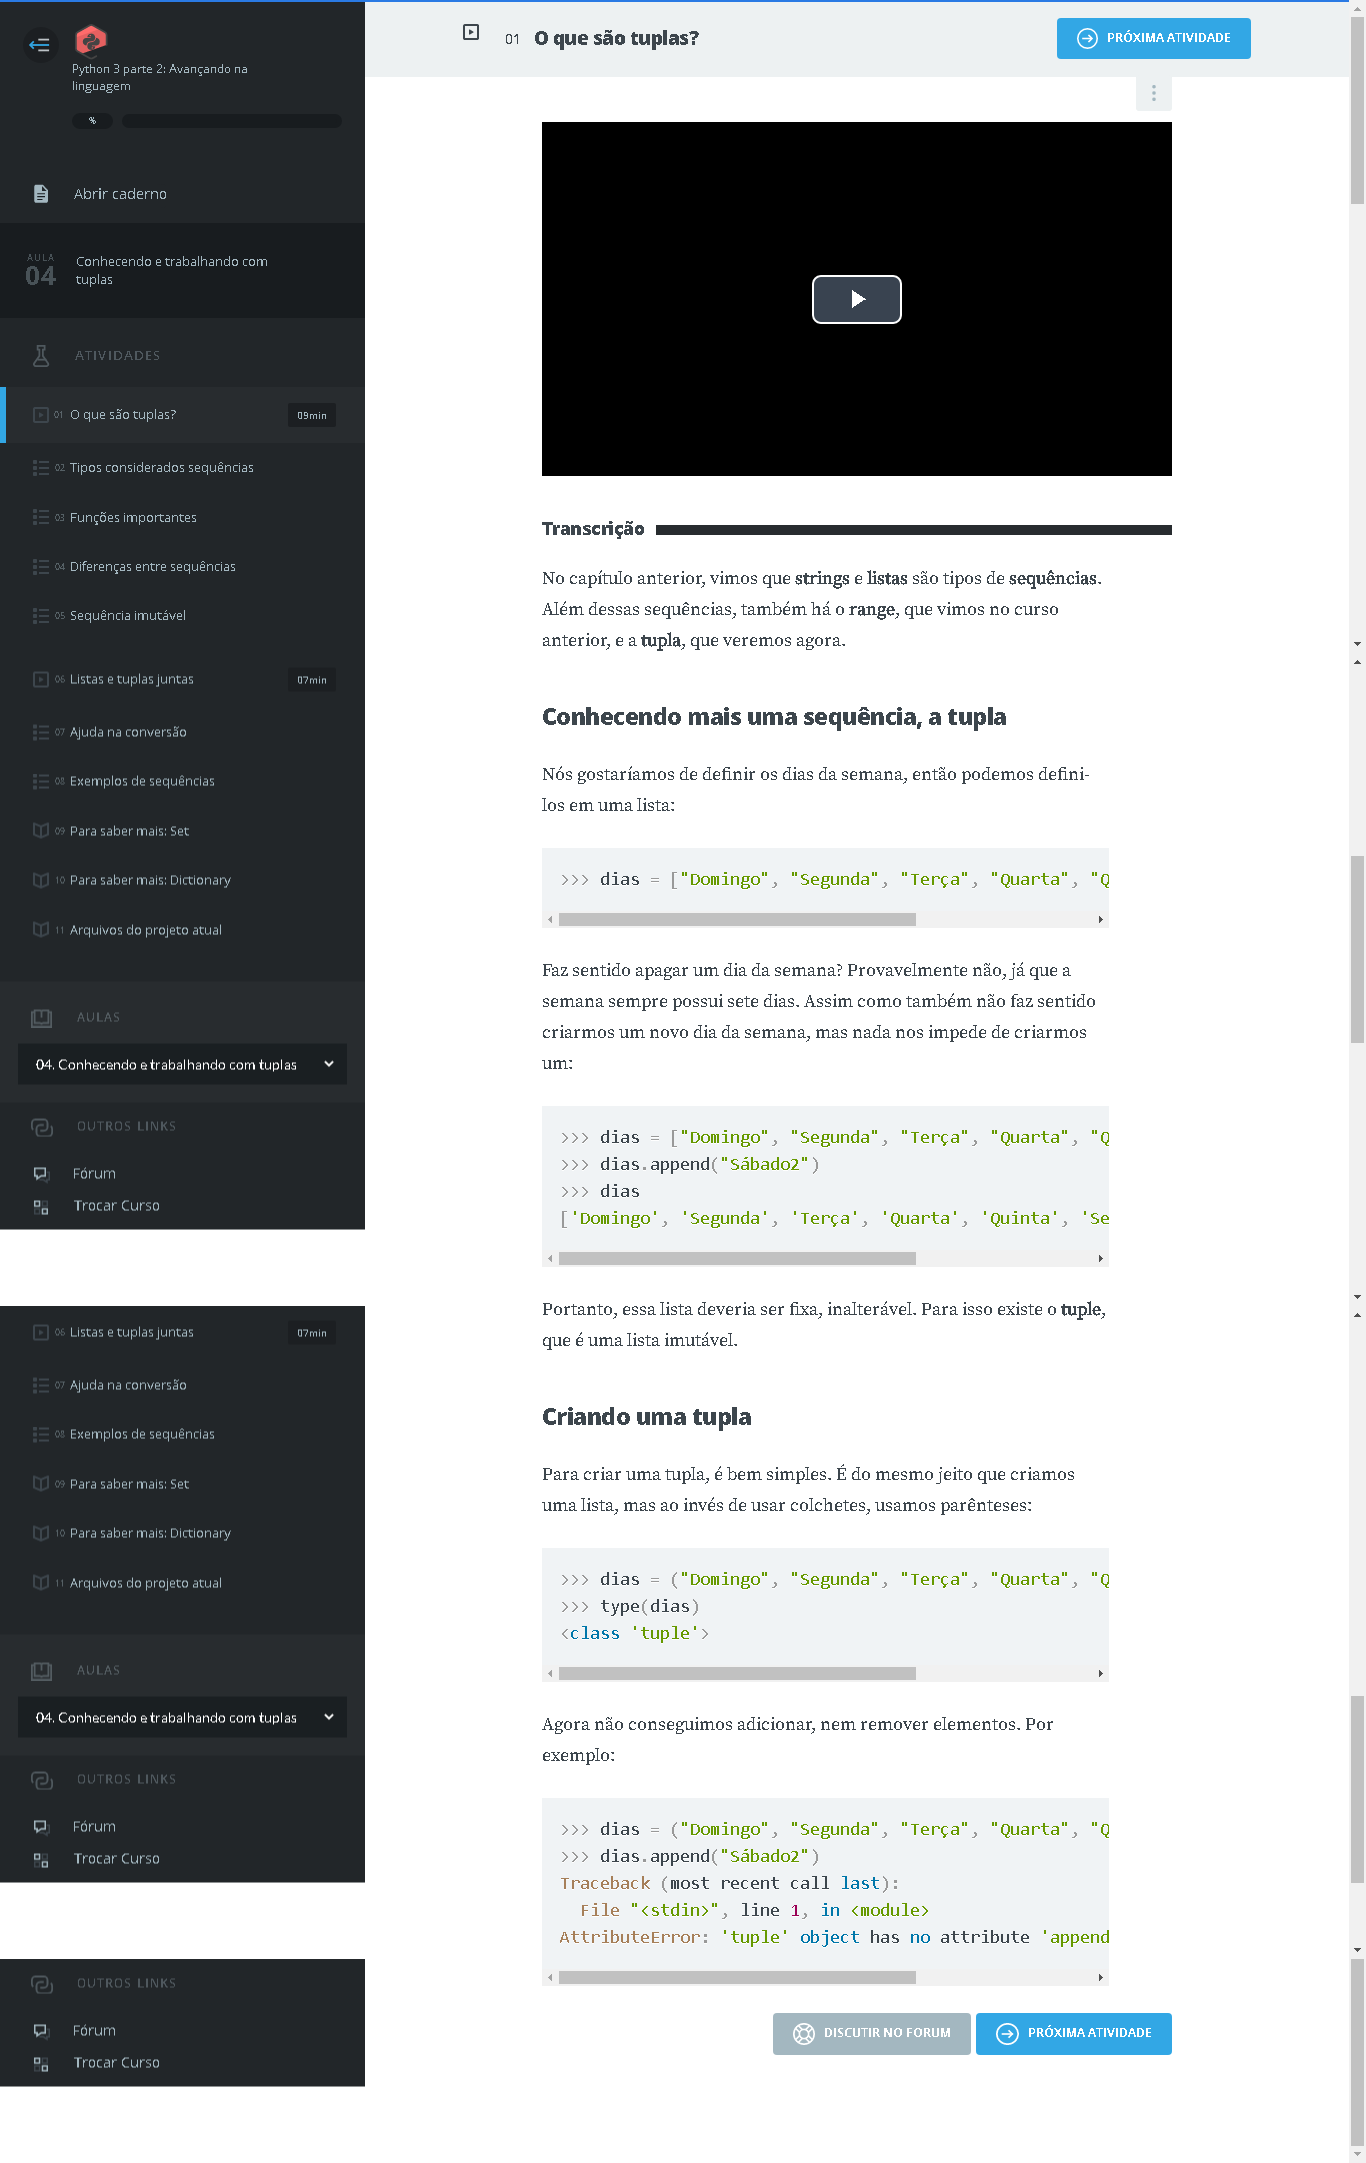 Python 3 parte 2: Avançando na
linguagem
%
Abrir caderno
AULA
04
Conhecendo e trabalhando com
tuplas
ATIVIDADES
01 O que são tuplas? 09min
02 Tipos considerados sequências
03 Funções importantes
04 Diferenças entre sequências
05 Sequência imutável
06 Listas e tuplas juntas 07min
07 Ajuda na conversão
08 Exemplos de sequências
09 Para saber mais: Set
10 Para saber mais: Dictionary
11 Arquivos do projeto atual
AULAS
04. Conhecendo e trabalhando com tuplas
OUTROS LINKS
Fórum
Trocar Curso
06 Listas e tuplas juntas 07min
07 Ajuda na conversão
08 Exemplos de sequências
09 Para saber mais: Set
10 Para saber mais: Dictionary
11 Arquivos do projeto atual
AULAS
04. Conhecendo e trabalhando com tuplas
OUTROS LINKS
Fórum
Trocar Curso
OUTROS LINKS
Fórum
Trocar Curso
01 O que são tuplas?
PRÓXIMA ATIVIDADE
Transcrição
No capítulo anterior, vimos que strings e listas são tipos de sequências.
Além dessas sequências, também há o range, que vimos no curso
anterior, e a tupla, que veremos agora.
Conhecendo mais uma sequência, a tupla
Nós gostaríamos de definir os dias da semana, então podemos defini-
los em uma lista:
>>> dias = ["Domingo", "Segunda", "Terça", "Quarta", "Q
Faz sentido apagar um dia da semana? Provavelmente não, já que a
semana sempre possui sete dias. Assim como também não faz sentido
criarmos um novo dia da semana, mas nada nos impede de criarmos
um:
>>> dias = ["Domingo", "Segunda", "Terça", "Quarta", "Q
>>> dias.append("Sábado2")
>>> dias
['Domingo', 'Segunda', 'Terça', 'Quarta', 'Quinta', 'Se
Portanto, essa lista deveria ser fixa, inalterável. Para isso existe o tuple,
que é uma lista imutável.
Criando uma tupla
Para criar uma tupla, é bem simples. É do mesmo jeito que criamos
uma lista, mas ao invés de usar colchetes, usamos parênteses:
>>> dias = ("Domingo", "Segunda", "Terça", "Quarta", "Q
>>> type(dias)
<class 'tuple'>
Agora não conseguimos adicionar, nem remover elementos. Por
exemplo:
>>> dias = ("Domingo", "Segunda", "Terça", "Quarta", "Q
>>> dias.append("Sábado2")
Traceback (most recent call last):
  File "<stdin>", line 1, in <module>
AttributeError: 'tuple' object has no attribute 'append
DISCUTIR NO FORUM
PRÓXIMA ATIVIDADE